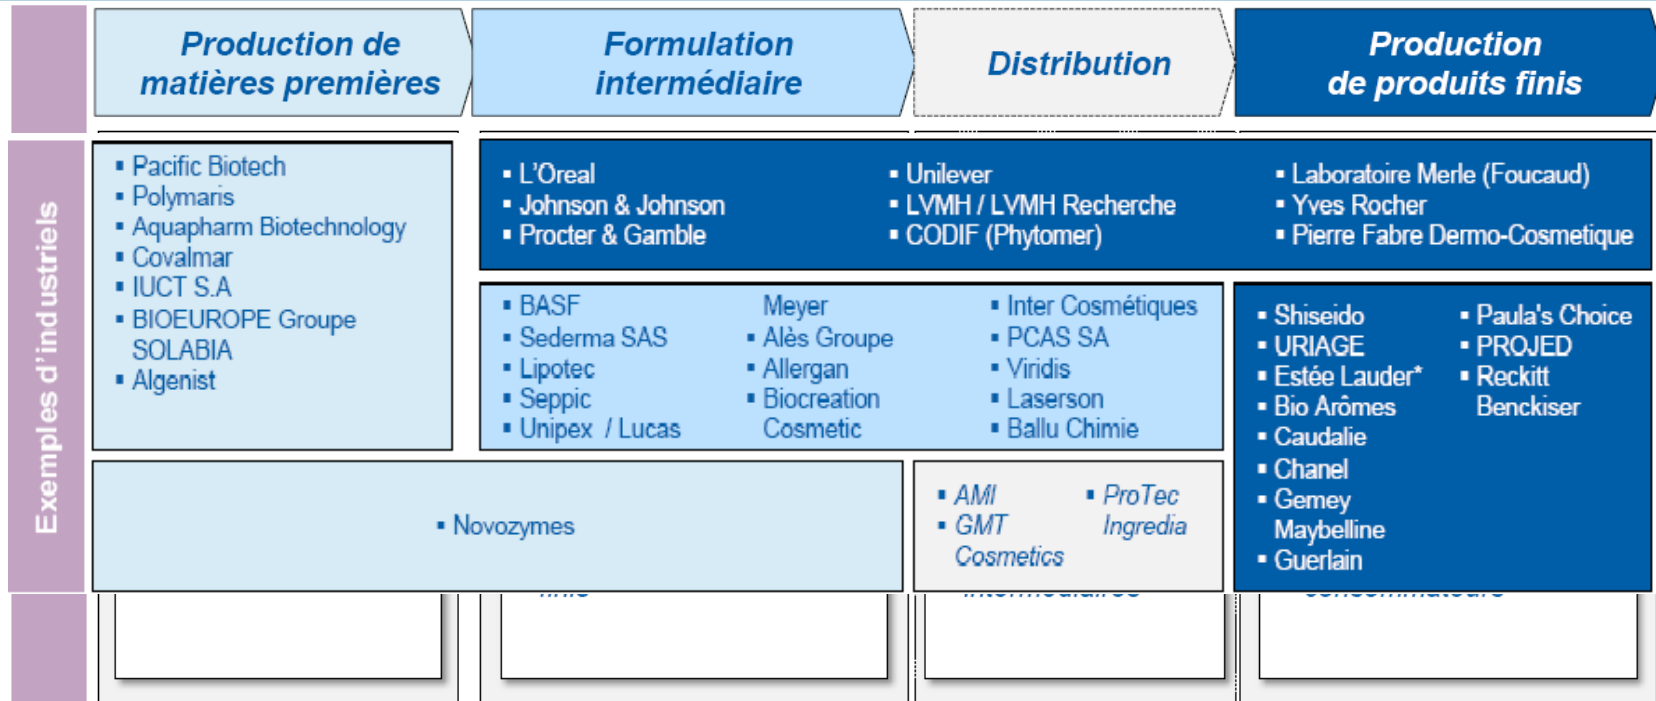 Production de
matières premières
Formulation
intermédiaire
Distribution
Production
de produits finis
Exemples d'industriels
▪ Pacific Biotech
▪ Polymaris
▪ Aquapharm Biotechnology
▪ Covalmar
▪ IUCT S.A
▪ BIOEUROPE Groupe
SOLABIA
▪ Algenist
▪ L'Oreal
▪ Johnson & Johnson
▪ Procter & Gamble
▪ Unilever
▪ LVMH / LVMH Recherche
▪ CODIF (Phytomer)
▪ Laboratoire Merle (Foucaud)
▪ Yves Rocher
▪ Pierre Fabre Dermo-Cosmetique
▪ BASF
▪ Sederma SAS
▪ Lipotec
▪ Seppic
▪ Unipex / Lucas
Meyer
▪ Alès Groupe
▪ Allergan
▪ Biocreation
Cosmetic
▪ Inter Cosmétiques
▪ PCAS SA
▪ Viridis
▪ Laserson
▪ Ballu Chimie
▪ Shiseido
▪ URIAGE
▪ Estée Lauder*
▪ Bio Arômes
▪ Caudalie
▪ Chanel
▪ Gemey
Maybelline
▪ Guerlain
▪ Paula's Choice
▪ PROJED
▪ Reckitt
Benckiser
▪ Novozymes
▪ AMI
▪ GMT
Cosmetics
▪ ProTec
Ingredia